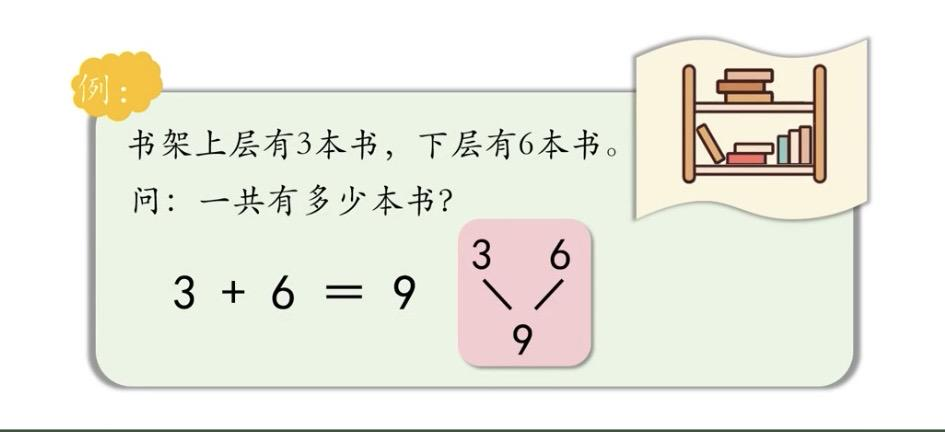 例：
书架上层有3本书，下层有6本书。
问：一共有多少本书？
3 + 6 = 9
3 6
9